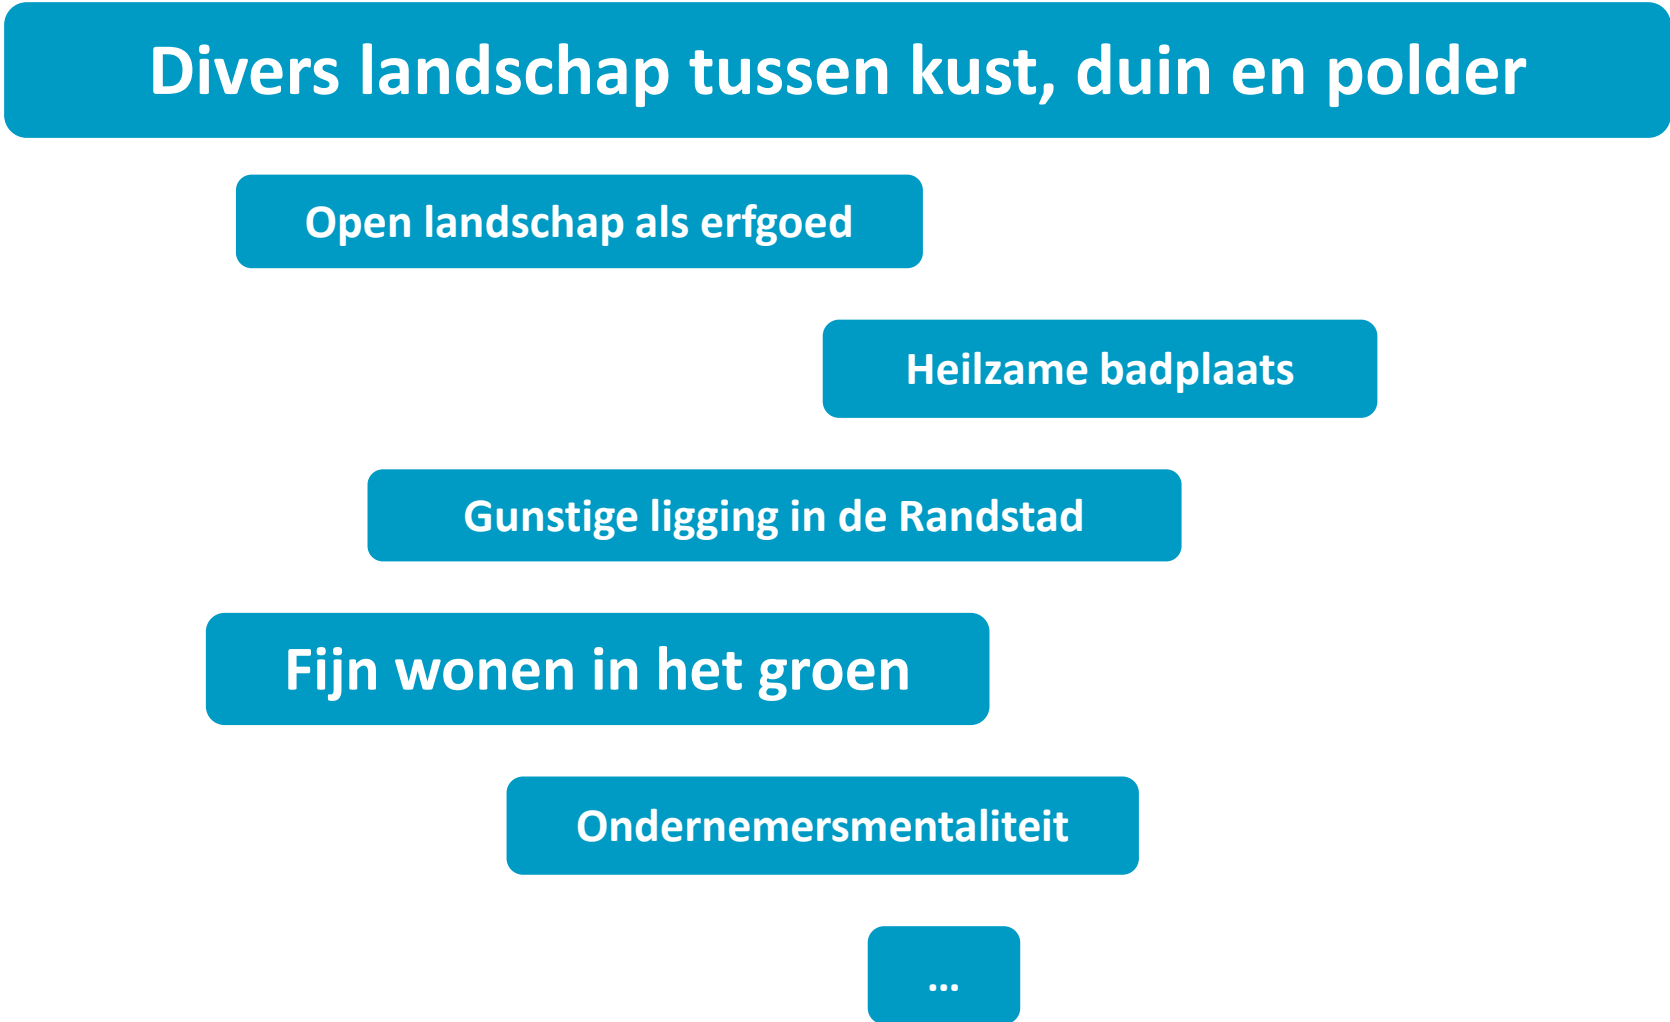 Divers landschap tussen kust, duin en polder
Open landschap als erfgoed
Heilzame badplaats
Gunstige ligging in de Randstad
Fijn wonen in het groen
Ondernemersmentaliteit
...